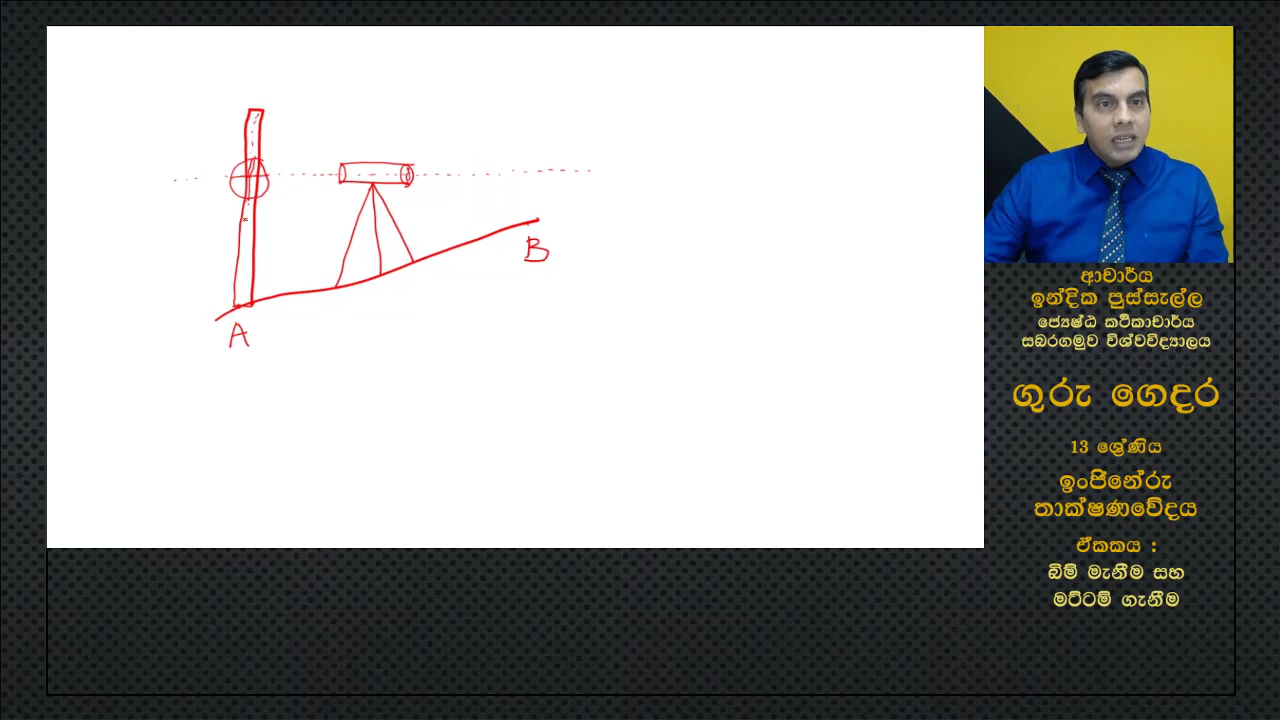 A
B
ආචාර්ය
ඉන්දික පුස්සැල්ල
ජ්‍යෙෂ්ඨ කථිකාචාර්ය
සබරගමුව විශ්වවිද්‍යාලය
ගුරු ගෙදර
13 ශ්‍රේණිය
ඉංජිනේරු
තාක්ෂණවේදය
ඒකකය :
බිම් මැනීම සහ
මට්ටම් ගැනීම